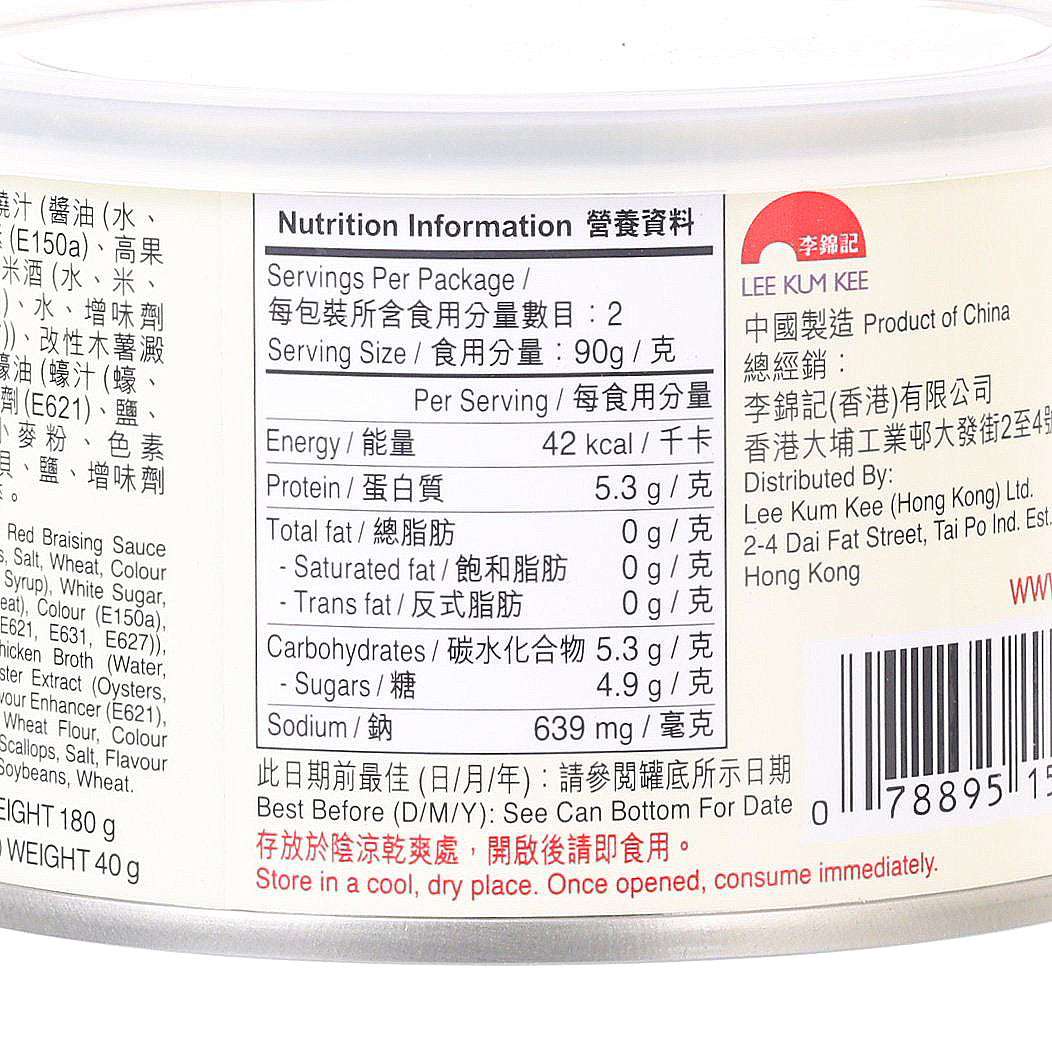 燒汁 (醬油 (水、
(E150a)、高果
米酒 (水、米、
)、水、增味劑
))、改性木薯澱
蠔油 (蠔汁 (蠔、
劑 (E621)、鹽、
小麥粉、色素
貝、鹽、增味劑
。
Red Braising Sauce
s, Salt, Wheat, Colour
Syrup), White Sugar,
eat), Colour (E150a),
E621, E631, E627)),
hicken Broth (Water,
ster Extract (Oysters,
vour Enhancer (E621),
Wheat Flour, Colour
Scallops, Salt, Flavour
Soybeans, Wheat.
EIGHT 180 g
) WEIGHT 40 g
Nutrition Information 營養資料
Servings Per Package /
每包裝所含食用分量數目：2
Serving Size / 食用分量：90g / 克
Per Serving / 每食用分量
Energy / 能量 42 kcal / 千卡
Protein / 蛋白質 5.3 g / 克
Total fat / 總脂肪 0 g / 克
- Saturated fat / 飽和脂肪 0 g / 克
- Trans fat / 反式脂肪 0 g / 克
Carbohydrates / 碳水化合物 5.3 g / 克
- Sugars / 糖 4.9 g / 克
Sodium / 鈉 639 mg / 毫克
此日期前最佳 (日/月/年)：請參閱罐底所示日期
Best Before (D/M/Y): See Can Bottom For Date
存放於陰涼乾爽處，開啟後請即食用。
Store in a cool, dry place. Once opened, consume immediately.
李錦記
LEE KUM KEE
中國製造 Product of China
總經銷：
李錦記(香港)有限公司
香港大埔工業邨大發街2至4號
Distributed By:
Lee Kum Kee (Hong Kong) Ltd.
2-4 Dai Fat Street, Tai Po Ind. Est.
Hong Kong
WWW
0 78895 15